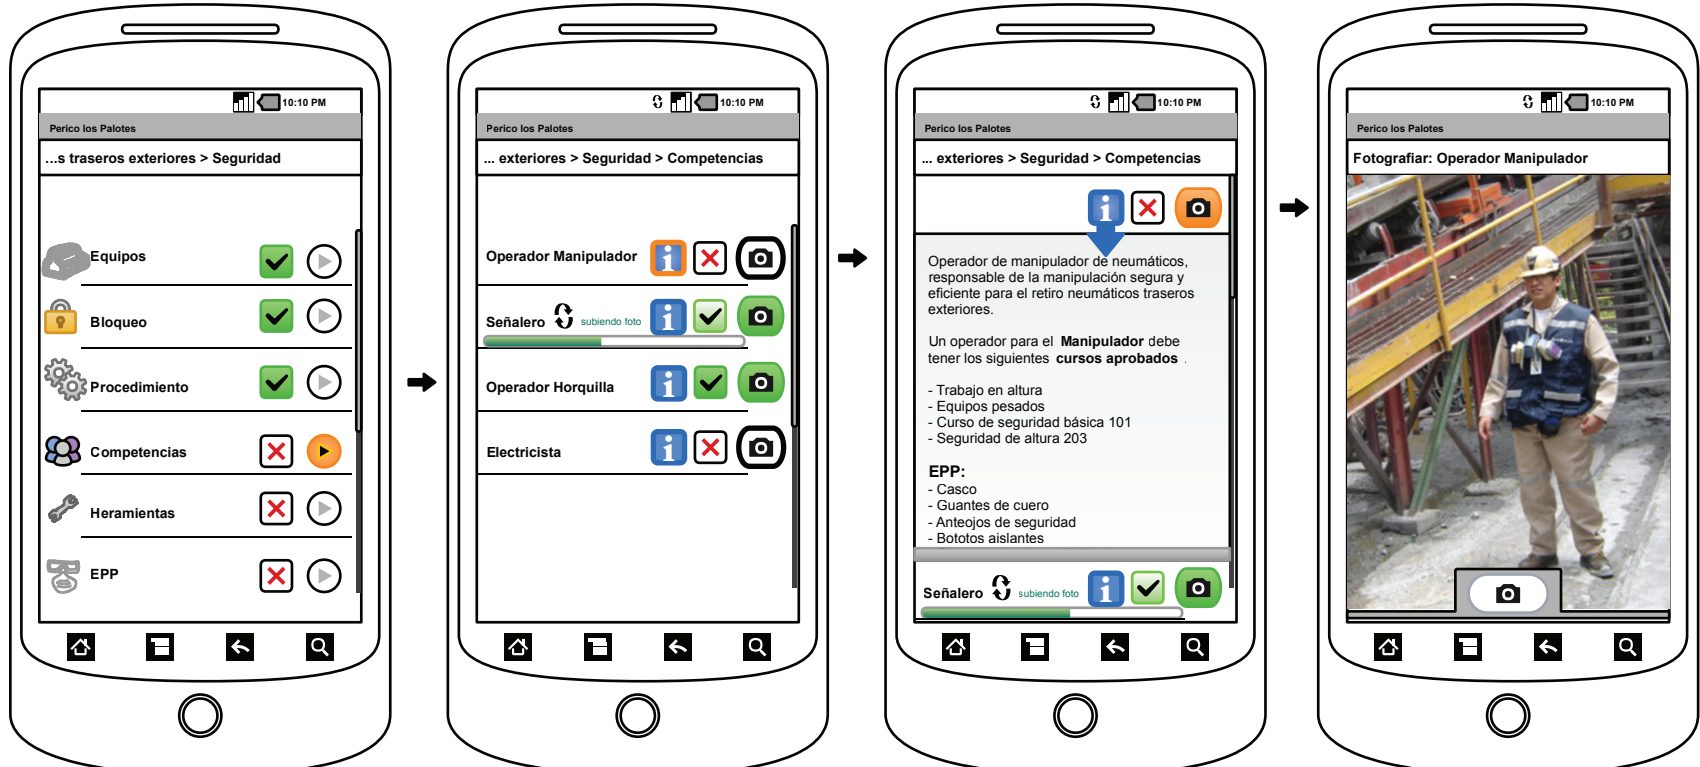 10:10 PM
Perico los Palotes
...s traseros exteriores > Seguridad
Equipos
Bloqueo
Procedimiento
Competencias
Heramientas
EPP
10:10 PM
Perico los Palotes
... exteriores > Seguridad > Competencias
Operador Manipulador
Señalero subiendo foto
Operador Horquilla
Electricista
10:10 PM
Perico los Palotes
... exteriores > Seguridad > Competencias
Operador de manipulador de neumáticos,
responsable de la manipulación segura y
eficiente para el retiro neumáticos traseros
exteriores.
Un operador para el Manipulador debe
tener los siguientes cursos aprobados .
- Trabajo en altura
- Equipos pesados
- Curso de seguridad básica 101
- Seguridad de altura 203
EPP:
- Casco
- Guantes de cuero
- Anteojos de seguridad
- Bototos aislantes
Señalero subiendo foto
10:10 PM
Perico los Palotes
Fotografiar: Operador Manipulador